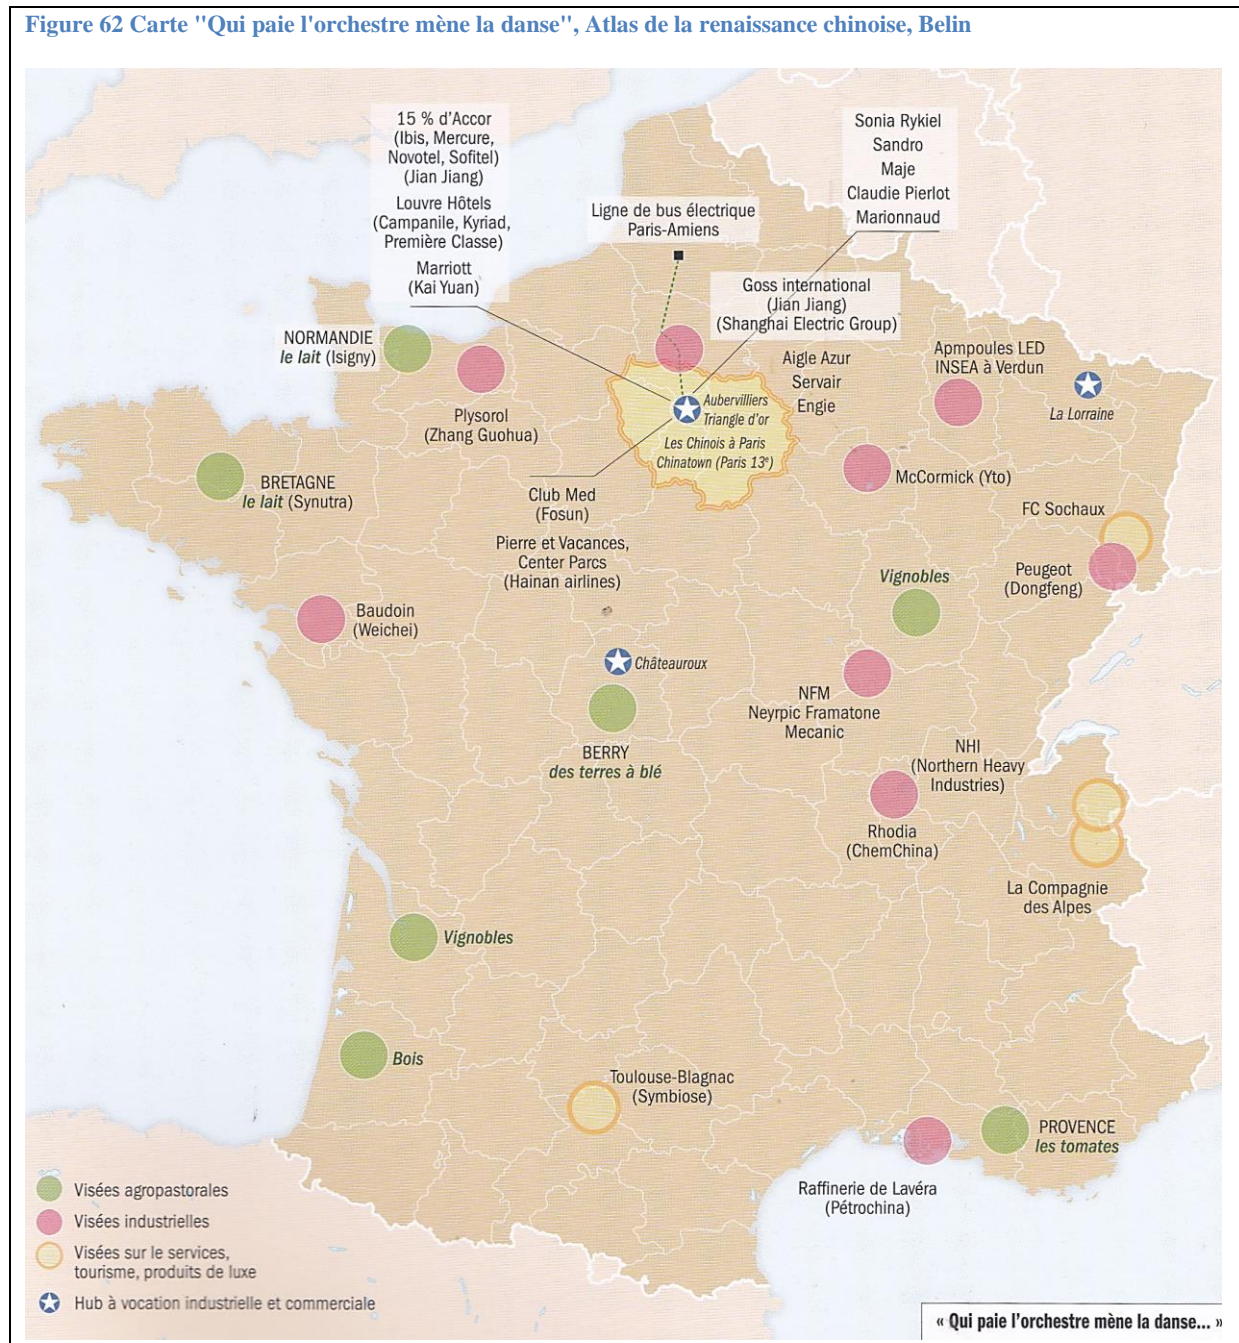 Figure 62 Carte "Qui paie l'orchestre mène la danse", Atlas de la renaissance chinoise, Belin
15 % d'Accor
(Ibis, Mercure,
Novotel, Sofitel)
(Jian Jiang)
Louvre Hôtels
(Campanile, Kyriad,
Première Classe)
Marriott
(Kai Yuan)
Sonia Rykiel
Sandro
Maje
Claudie Pierlot
Marionnaud
Ligne de bus électrique
Paris-Amiens
Goss international
(Jian Jiang)
(Shanghai Electric Group)
NORMANDIE
le lait (Isigny)
Plysorol
(Zhang Guohua)
Aigle Azur
Servair
Engie
Apmpoules LED
INSEA à Verdun
La Lorraine
Aubervilliers
Triangle d'or
Les Chinois à Paris
Chinatown (Paris 13e)
BRETAGNE
le lait (Synutra)
McCormick (Yto)
Club Med
(Fosun)
Pierre et Vacances,
Center Parcs
(Hainan airlines)
FC Sochaux
Peugeot
(Dongfeng)
Vignobles
Baudoin
(Weichei)
Châteauroux
BERRY
des terres à blé
NFM
Neyrpic Framatone
Mecanic
NHI
(Northern Heavy
Industries)
Rhodia
(ChemChina)
La Compagnie
des Alpes
Vignobles
Bois
Toulouse-Blagnac
(Symbiose)
PROVENCE
les tomates
Raffinerie de Lavéra
(Pétrochina)
Visées agropastorales
Visées industrielles
Visées sur le services,
tourisme, produits de luxe
Hub à vocation industrielle et commerciale
« Qui paie l'orchestre mène la danse... »